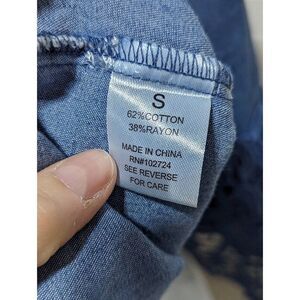 S
62%COTTON
38%RAYON
MADE IN CHINA
RN#102724
SEE REVERSE
FOR CARE